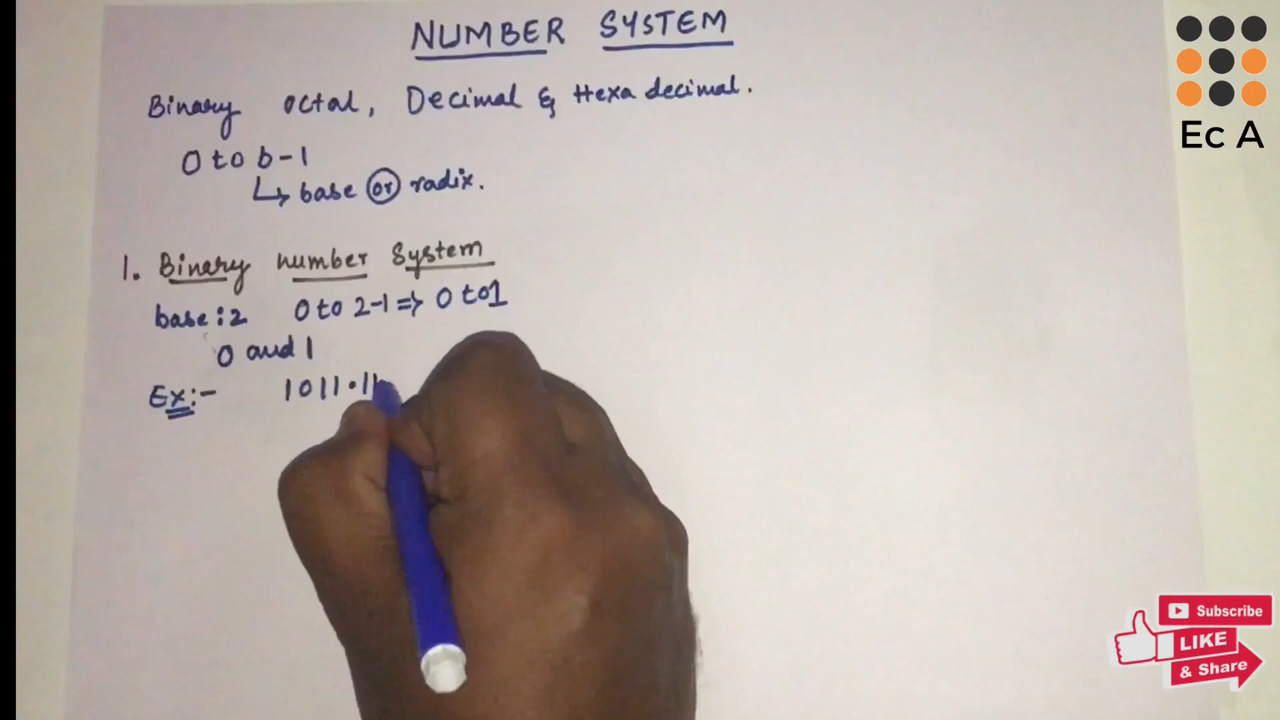 NUMBER SYSTEM
Binary octal, Decimal & Hexa decimal.
0 to b-1
↳ base or radix.
1. Binary number System
base:2 0 to 2-1 => 0 to 1
0 and 1
Ex:- 1011.11
Ec A
Subscribe
LIKE
& Share